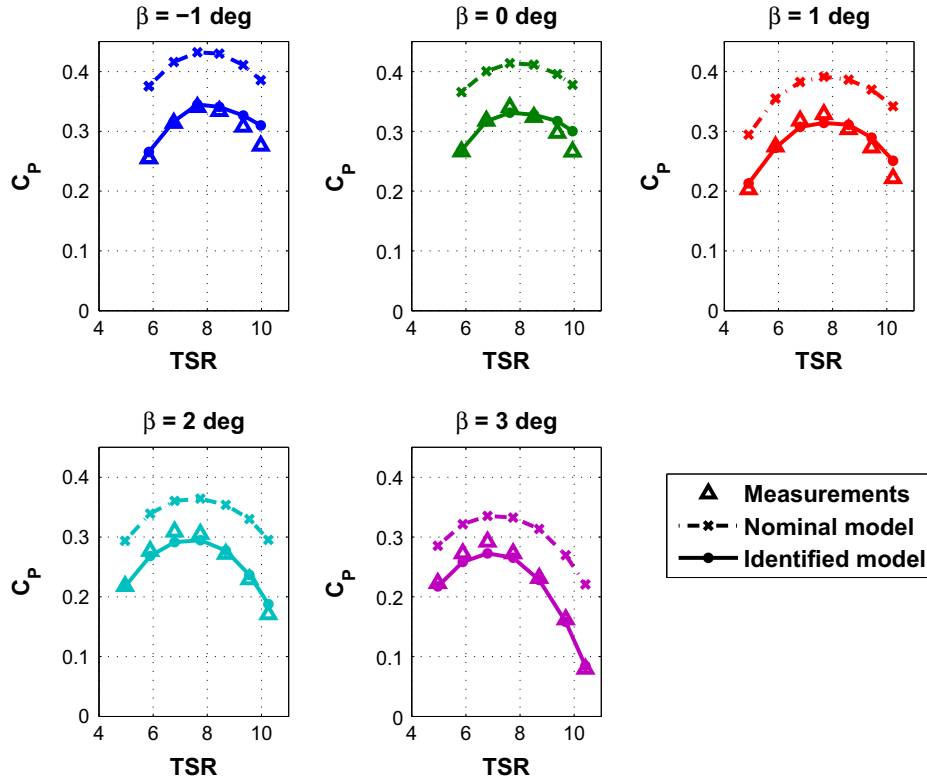 β = −1 deg
β = 0 deg
β = 1 deg
0.4
0.3
0.2
0.1
0
C_P
4 6 8 10
TSR
0.4
0.3
0.2
0.1
0
C_P
4 6 8 10
TSR
0.4
0.3
0.2
0.1
0
C_P
4 6 8 10
TSR
β = 2 deg
β = 3 deg
0.4
0.3
0.2
0.1
0
C_P
4 6 8 10
TSR
0.4
0.3
0.2
0.1
0
C_P
4 6 8 10
TSR
Measurements
Nominal model
Identified model